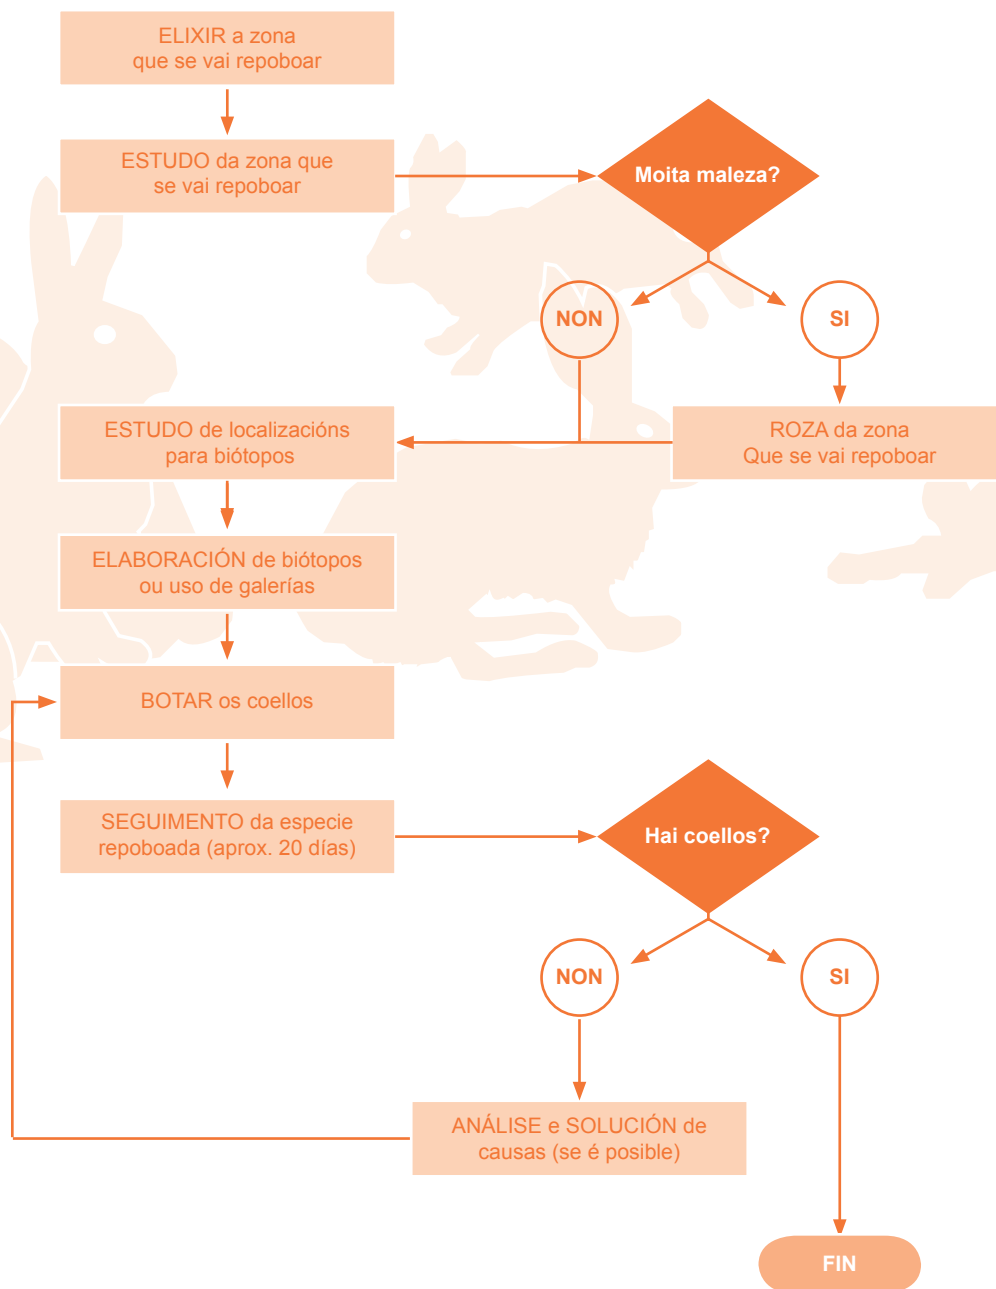 ELIXIR a zona
que se vai repoboar
ESTUDO da zona que
se vai repoboar
Moita maleza?
NON
SI
ESTUDO de localizacións
para biótopos
ROZA da zona
Que se vai repoboar
ELABORACIÓN de biótopos
ou uso de galerías
BOTAR os coellos
SEGUIMENTO da especie
repoboada (aprox. 20 días)
Hai coellos?
NON
SI
ANÁLISE e SOLUCIÓN de
causas (se é posible)
FIN